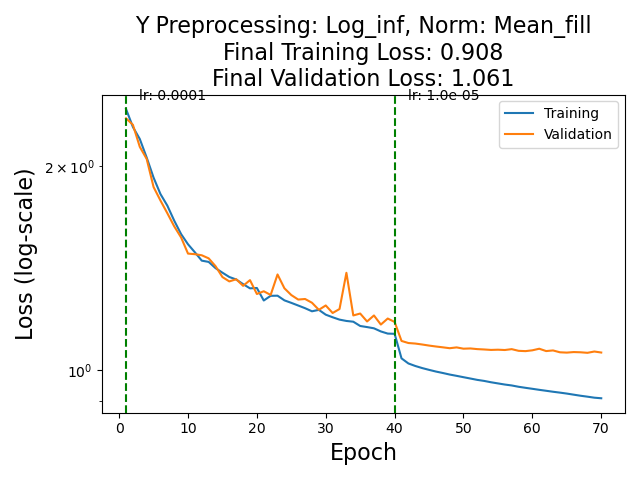 Y Preprocessing: Log_inf, Norm: Mean_fill
Final Training Loss: 0.908
Final Validation Loss: 1.061
lr: 0.0001
lr: 1.0e-05
Training
Validation
2 × 10⁰
10⁰
Loss (log-scale)
0 10 20 30 40 50 60 70
Epoch